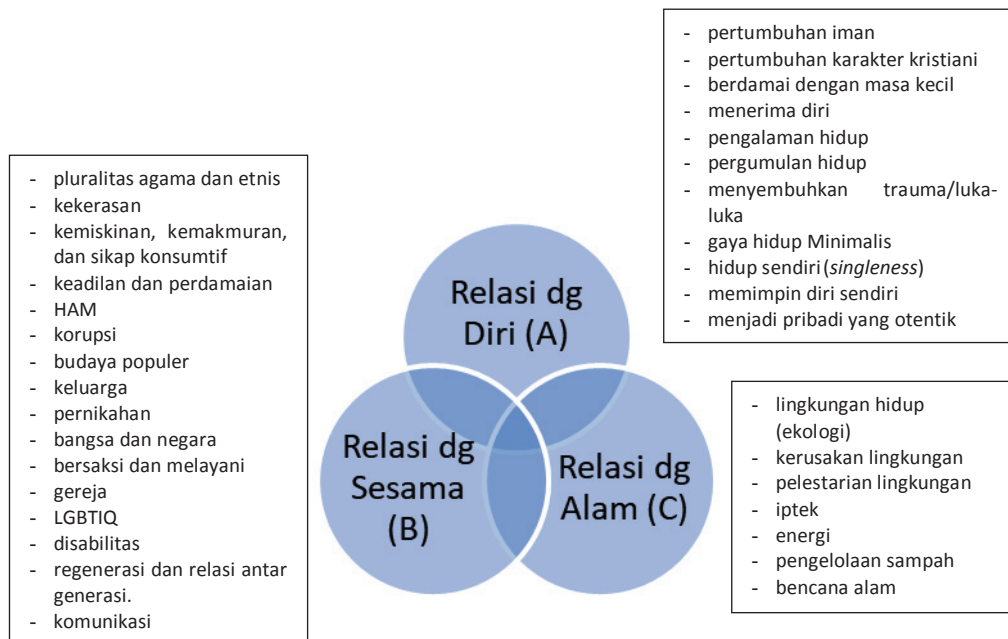 - pertumbuhan iman
- pertumbuhan karakter kristiani
- berdamai dengan masa kecil
- menerima diri
- pengalaman hidup
- pergumulan hidup
- menyembuhkan trauma/luka-
luka
- gaya hidup Minimalis
- hidup sendiri (singleness)
- memimpin diri sendiri
- menjadi pribadi yang otentik
- pluralitas agama dan etnis
- kekerasan
- kemiskinan, kemakmuran,
dan sikap konsumtif
- keadilan dan perdamaian
- HAM
- korupsi
- budaya populer
- keluarga
- pernikahan
- bangsa dan negara
- bersaksi dan melayani
- gereja
- LGBTIQ
- disabilitas
- regenerasi dan relasi antar
generasi.
- komunikasi
Relasi dg
Diri (A)
Relasi dg
Sesama
(B)
Relasi dg
Alam (C)
- lingkungan hidup
(ekologi)
- kerusakan lingkungan
- pelestarian lingkungan
- iptek
- energi
- pengelolaan sampah
- bencana alam